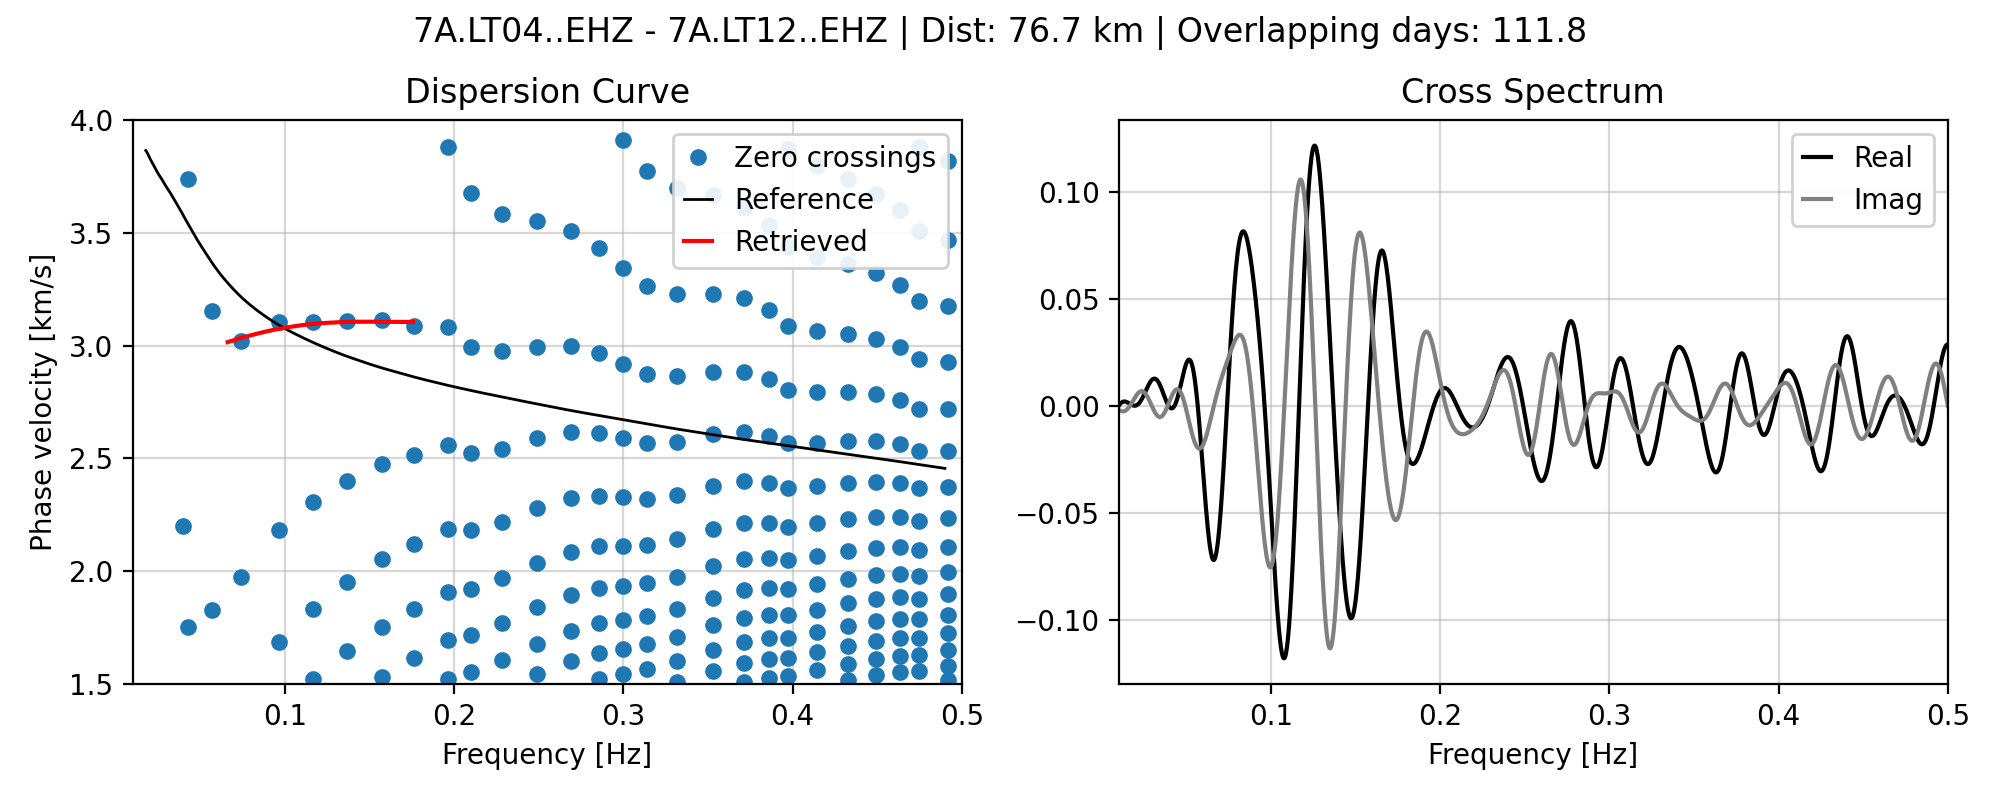 7A.LT04..EHZ - 7A.LT12..EHZ | Dist: 76.7 km | Overlapping days: 111.8
Dispersion Curve
Phase velocity [km/s]
4.0
3.5
3.0
2.5
2.0
1.5
0.1 0.2 0.3 0.4 0.5
Frequency [Hz]
Zero crossings
Reference
Retrieved
Cross Spectrum
0.10
0.05
0.00
−0.05
−0.10
0.1 0.2 0.3 0.4 0.5
Frequency [Hz]
Real
Imag